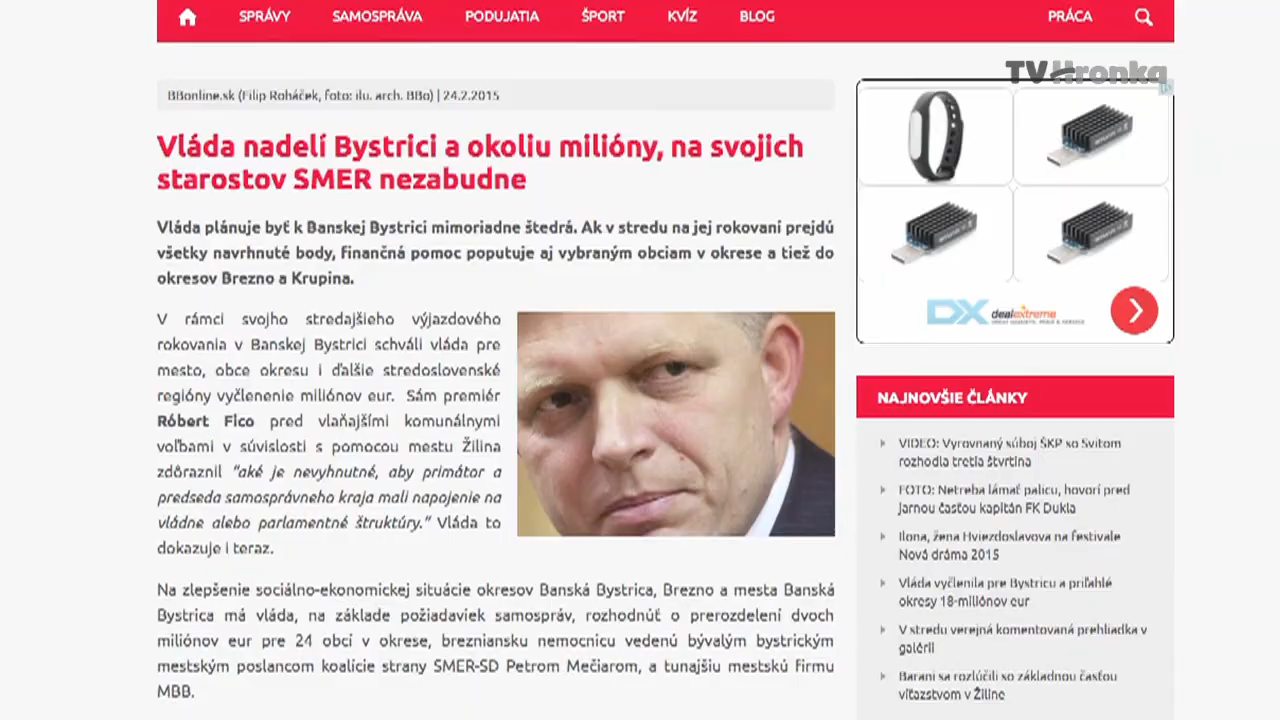 SPRÁVY SAMOSPRÁVA PODUJATIA ŠPORT KVÍZ BLOG PRÁCA
TV Hronka
BBonline.sk (Filip Roháček, foto: ilu. arch. BBo) | 24.2.2015
Vláda nadelí Bystrici a okoliu milióny, na svojich
starostov SMER nezabudne
Vláda plánuje byť k Banskej Bystrici mimoriadne štedrá. Ak v stredu na jej rokovaní prejdú
všetky navrhnuté body, finančná pomoc poputuje aj vybraným obciam v okrese a tiež do
okresov Brezno a Krupina.
V rámci svojho stredajšieho výjazdového
rokovania v Banskej Bystrici schváli vláda pre
mesto, obce okresu i ďalšie stredoslovenské
regióny vyčlenenie miliónov eur. Sám premiér
Róbert Fico pred vlaňajšími komunálnymi
voľbami v súvislosti s pomocou mestu Žilina
zdôraznil "aké je nevyhnutné, aby primátor a
predseda samosprávneho kraja mali napojenie na
vládne alebo parlamentné štruktúry." Vláda to
dokazuje i teraz.
Na zlepšenie sociálno-ekonomickej situácie okresov Banská Bystrica, Brezno a mesta Banská
Bystrica má vláda, na základe požiadaviek samospráv, rozhodnúť o prerozdelení dvoch
miliónov eur pre 24 obcí v okrese, brezniansku nemocnicu vedenú bývalým bystrickým
mestským poslancom koalície strany SMER-SD Petrom Mečiarom, a tunajšiu mestskú firmu
MBB.
DX dealextreme
NAJNOVŠIE ČLÁNKY
VIDEO: Vyrovnaný súboj ŠKP so Svitom
rozhodla tretia štvrtina
FOTO: Netreba lámať palicu, hovorí pred
jarnou časťou kapitán FK Dukla
Ilona, žena Hviezdoslavova na festivale
Nová dráma 2015
Vláda vyčlenila pre Bystricu a priľahlé
okresy 18-miliónov eur
V stredu verejná komentovaná prehliadka v
galérii
Barani sa rozlúčili so základnou časťou
víťazstvom v Žiline